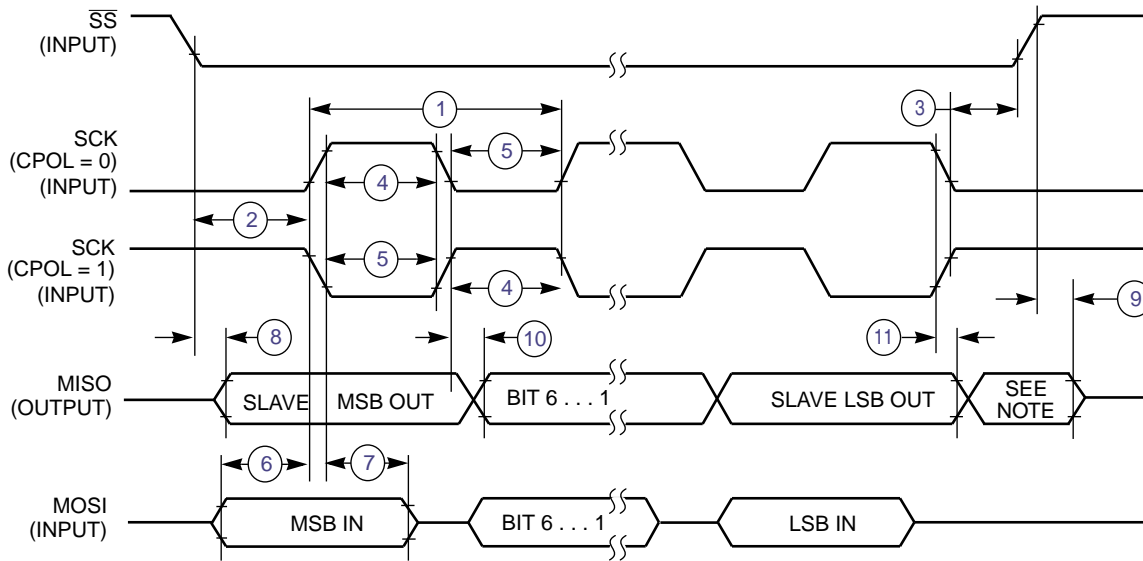 SS
(INPUT)
1
3
SCK
(CPOL = 0)
(INPUT)
5
4
2
SCK
(CPOL = 1)
(INPUT)
5
4
9
8
10
11
MISO
(OUTPUT)
SLAVE
MSB OUT
BIT 6 . . . 1
SLAVE LSB OUT
SEE
NOTE
6
7
MOSI
(INPUT)
MSB IN
BIT 6 . . . 1
LSB IN